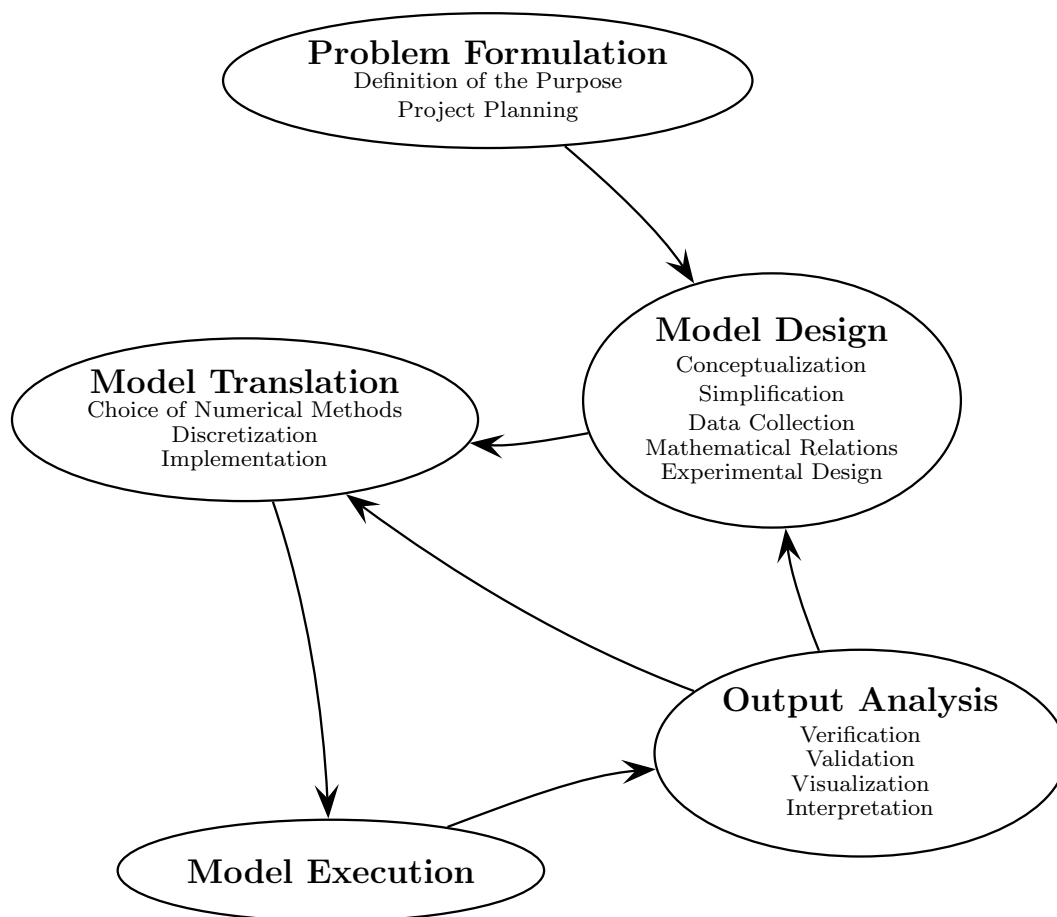 Problem Formulation
Definition of the Purpose
Project Planning
Model Design
Conceptualization
Simplification
Data Collection
Mathematical Relations
Experimental Design
Model Translation
Choice of Numerical Methods
Discretization
Implementation
Output Analysis
Verification
Validation
Visualization
Interpretation
Model Execution